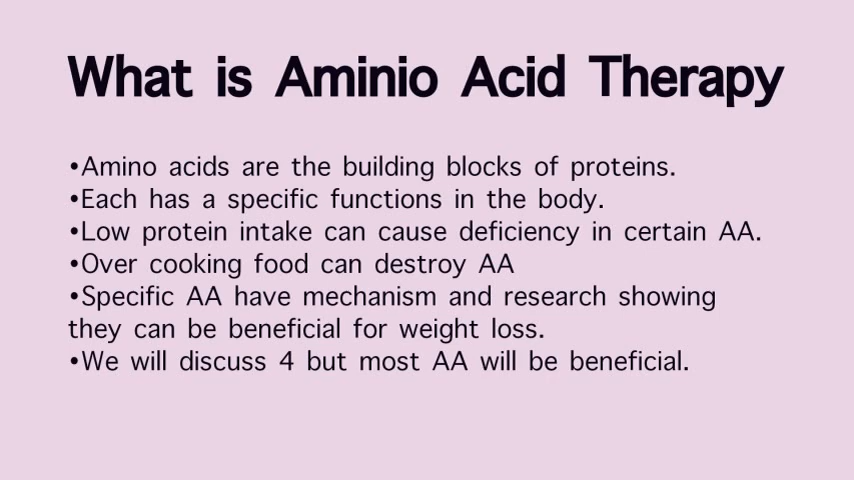 What is Aminio Acid Therapy
•Amino acids are the building blocks of proteins.
•Each has a specific functions in the body.
•Low protein intake can cause deficiency in certain AA.
•Over cooking food can destroy AA
•Specific AA have mechanism and research showing
they can be beneficial for weight loss.
•We will discuss 4 but most AA will be beneficial.